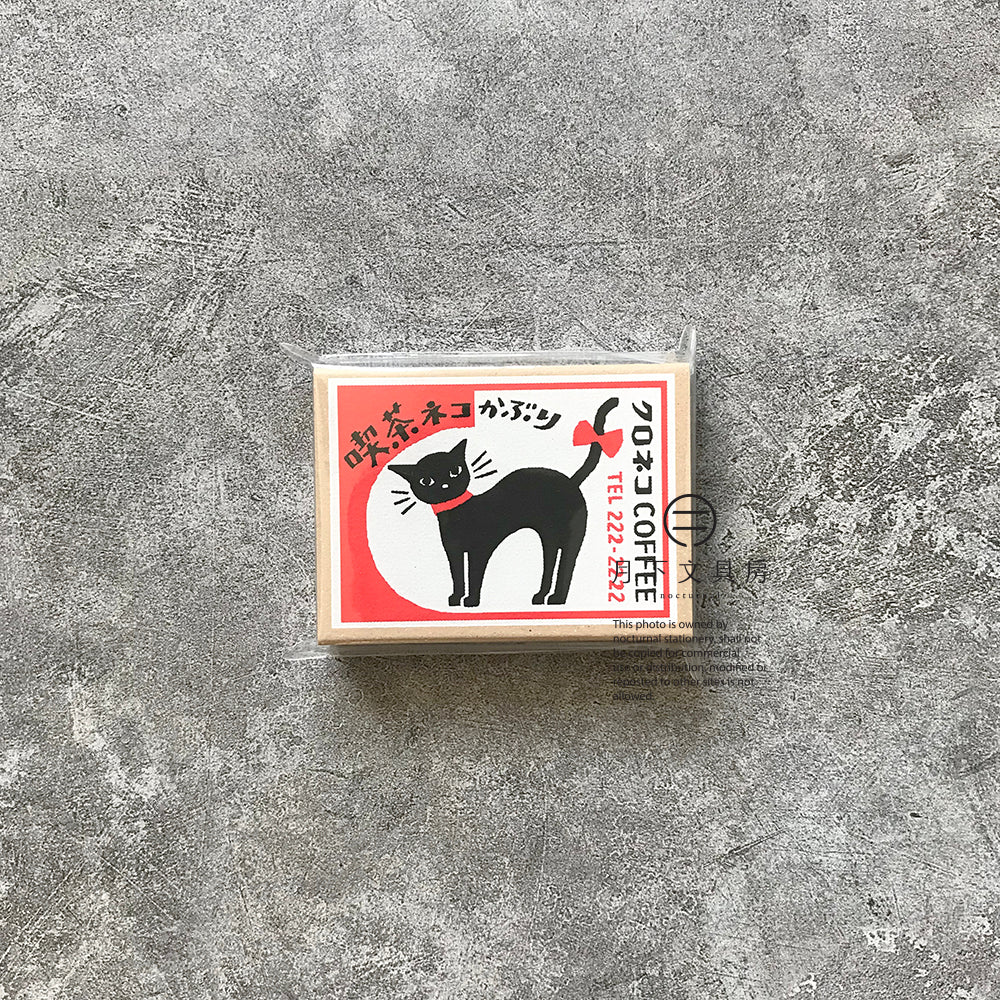 喫茶ネコかぶり
クロネコCOFFEE
TEL 222-2222
月下文具房
nocturnal
This photo is owned by
nocturnal stationery, shall not
be copied for commercial
use or distribution, modified or
reposted to other sites is not
allowed.